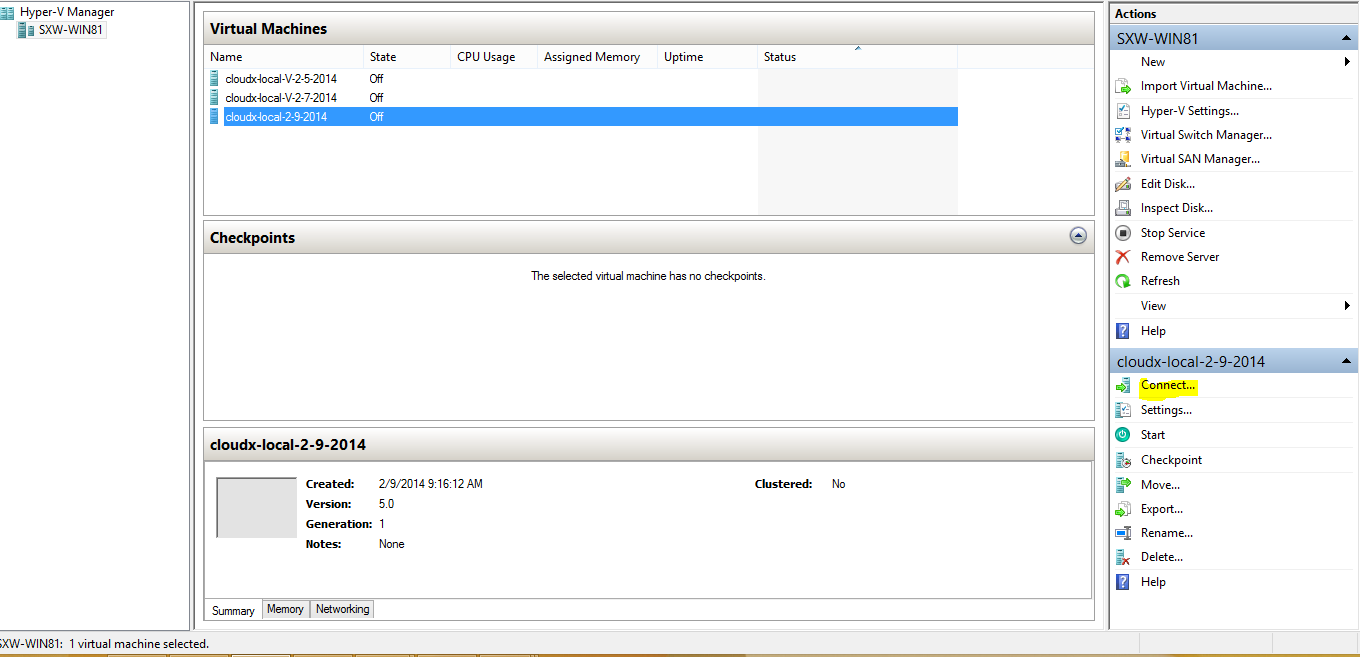 Hyper-V Manager
SXW-WIN81
Virtual Machines
Name State CPU Usage Assigned Memory Uptime Status
cloudx-local-V-2-5-2014 Off
cloudx-local-V-2-7-2014 Off
cloudx-local-2-9-2014 Off
Checkpoints
The selected virtual machine has no checkpoints.
cloudx-local-2-9-2014
Created: 2/9/2014 9:16:12 AM Clustered: No
Version: 5.0
Generation: 1
Notes: None
Summary Memory Networking
Actions
SXW-WIN81
New
Import Virtual Machine...
Hyper-V Settings...
Virtual Switch Manager...
Virtual SAN Manager...
Edit Disk...
Inspect Disk...
Stop Service
Remove Server
Refresh
View
Help
cloudx-local-2-9-2014
Connect...
Settings...
Start
Checkpoint
Move...
Export...
Rename...
Delete...
Help
SXW-WIN81: 1 virtual machine selected.